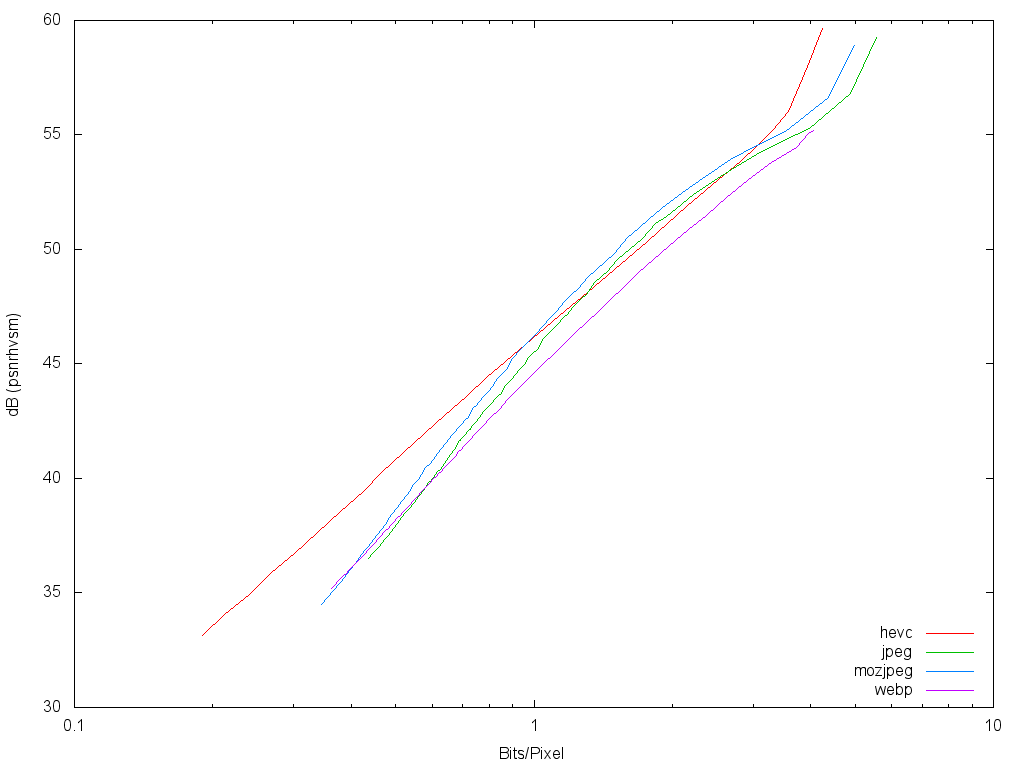 60
55
50
45
40
35
30
dB (psnrhvsm)
hevc
jpeg
mozjpeg
webp
0.1 1 10
Bits/Pixel